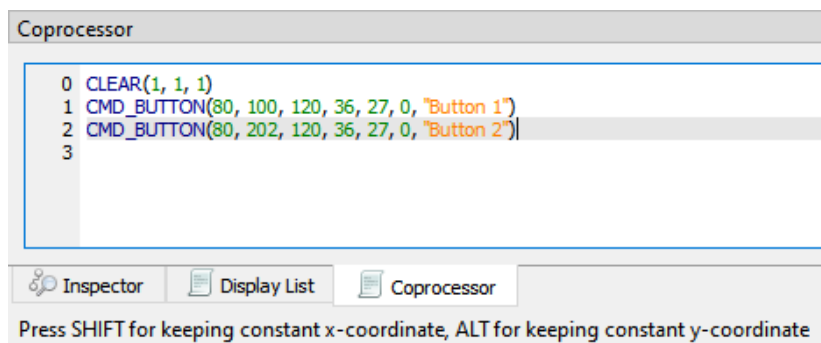 Coprocessor
0 CLEAR(1, 1, 1)
1 CMD_BUTTON(80, 100, 120, 36, 27, 0, "Button 1")
2 CMD_BUTTON(80, 202, 120, 36, 27, 0, "Button 2")
3
Inspector Display List Coprocessor
Press SHIFT for keeping constant x-coordinate, ALT for keeping constant y-coordinate